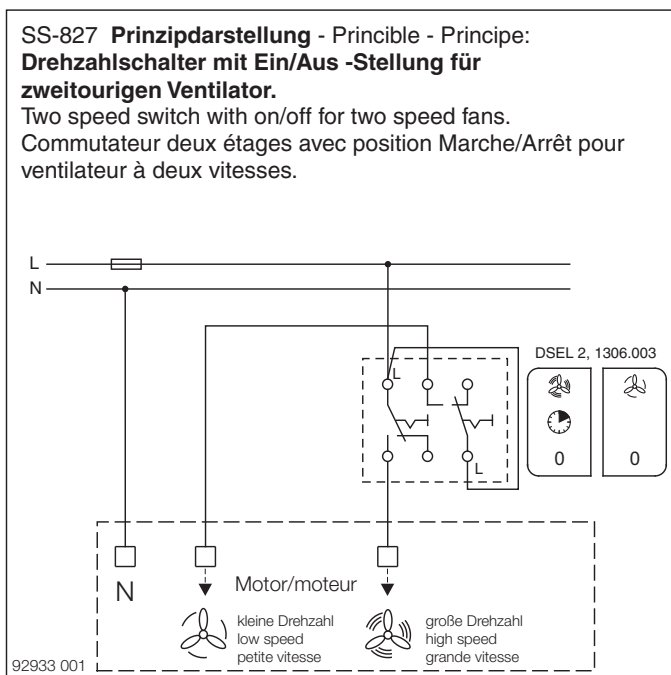 SS-827 Prinzipdarstellung - Princible - Principe:
Drehzahlschalter mit Ein/Aus -Stellung für
zweitourigen Ventilator.
Two speed switch with on/off for two speed fans.
Commutateur deux étages avec position Marche/Arrêt pour
ventilateur à deux vitesses.
L
N
DSEL 2, 1306.003
L
0 0
L
N
Motor/moteur
kleine Drehzahl
low speed
petite vitesse
große Drehzahl
high speed
grande vitesse
92933 001